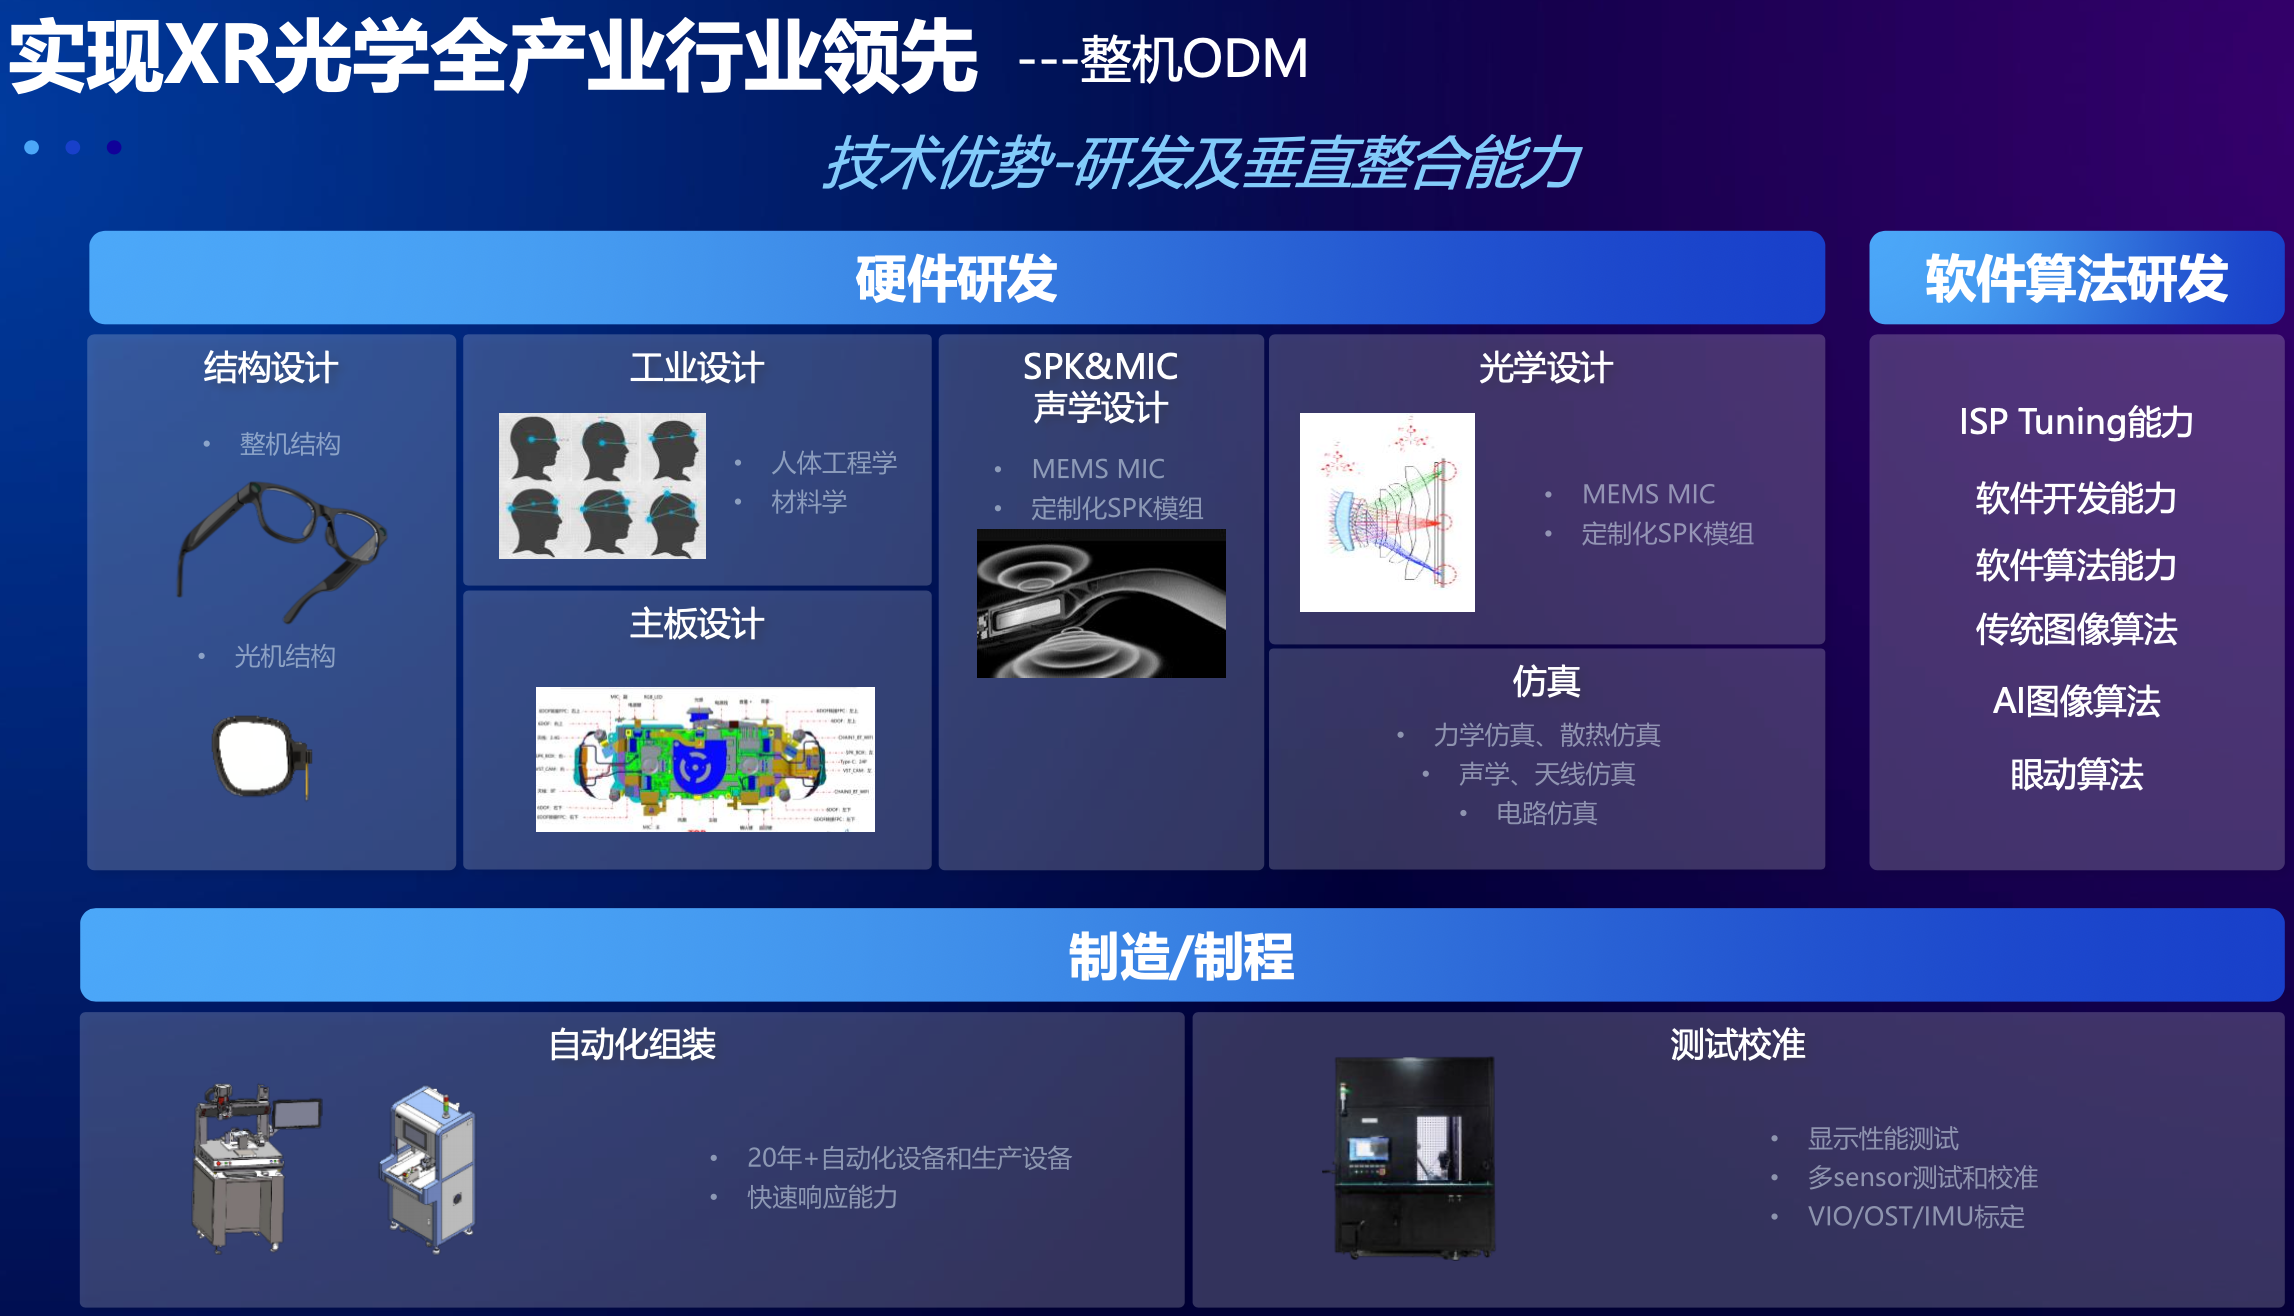 实现XR光学全产业行业领先 ---整机ODM
技术优势-研发及垂直整合能力
硬件研发
结构设计
• 整机结构
• 光机结构
工业设计
• 人体工程学
• 材料学
主板设计
RGB_LED
SPK&MIC
声学设计
• MEMS MIC
• 定制化SPK模组
光学设计
• MEMS MIC
• 定制化SPK模组
仿真
• 力学仿真、散热仿真
• 声学、天线仿真
• 电路仿真
软件算法研发
ISP Tuning能力
软件开发能力
软件算法能力
传统图像算法
AI图像算法
眼动算法
制造/制程
自动化组装
• 20年+自动化设备和生产设备
• 快速响应能力
测试校准
• 显示性能测试
• 多sensor测试和校准
• VIO/OST/IMU标定